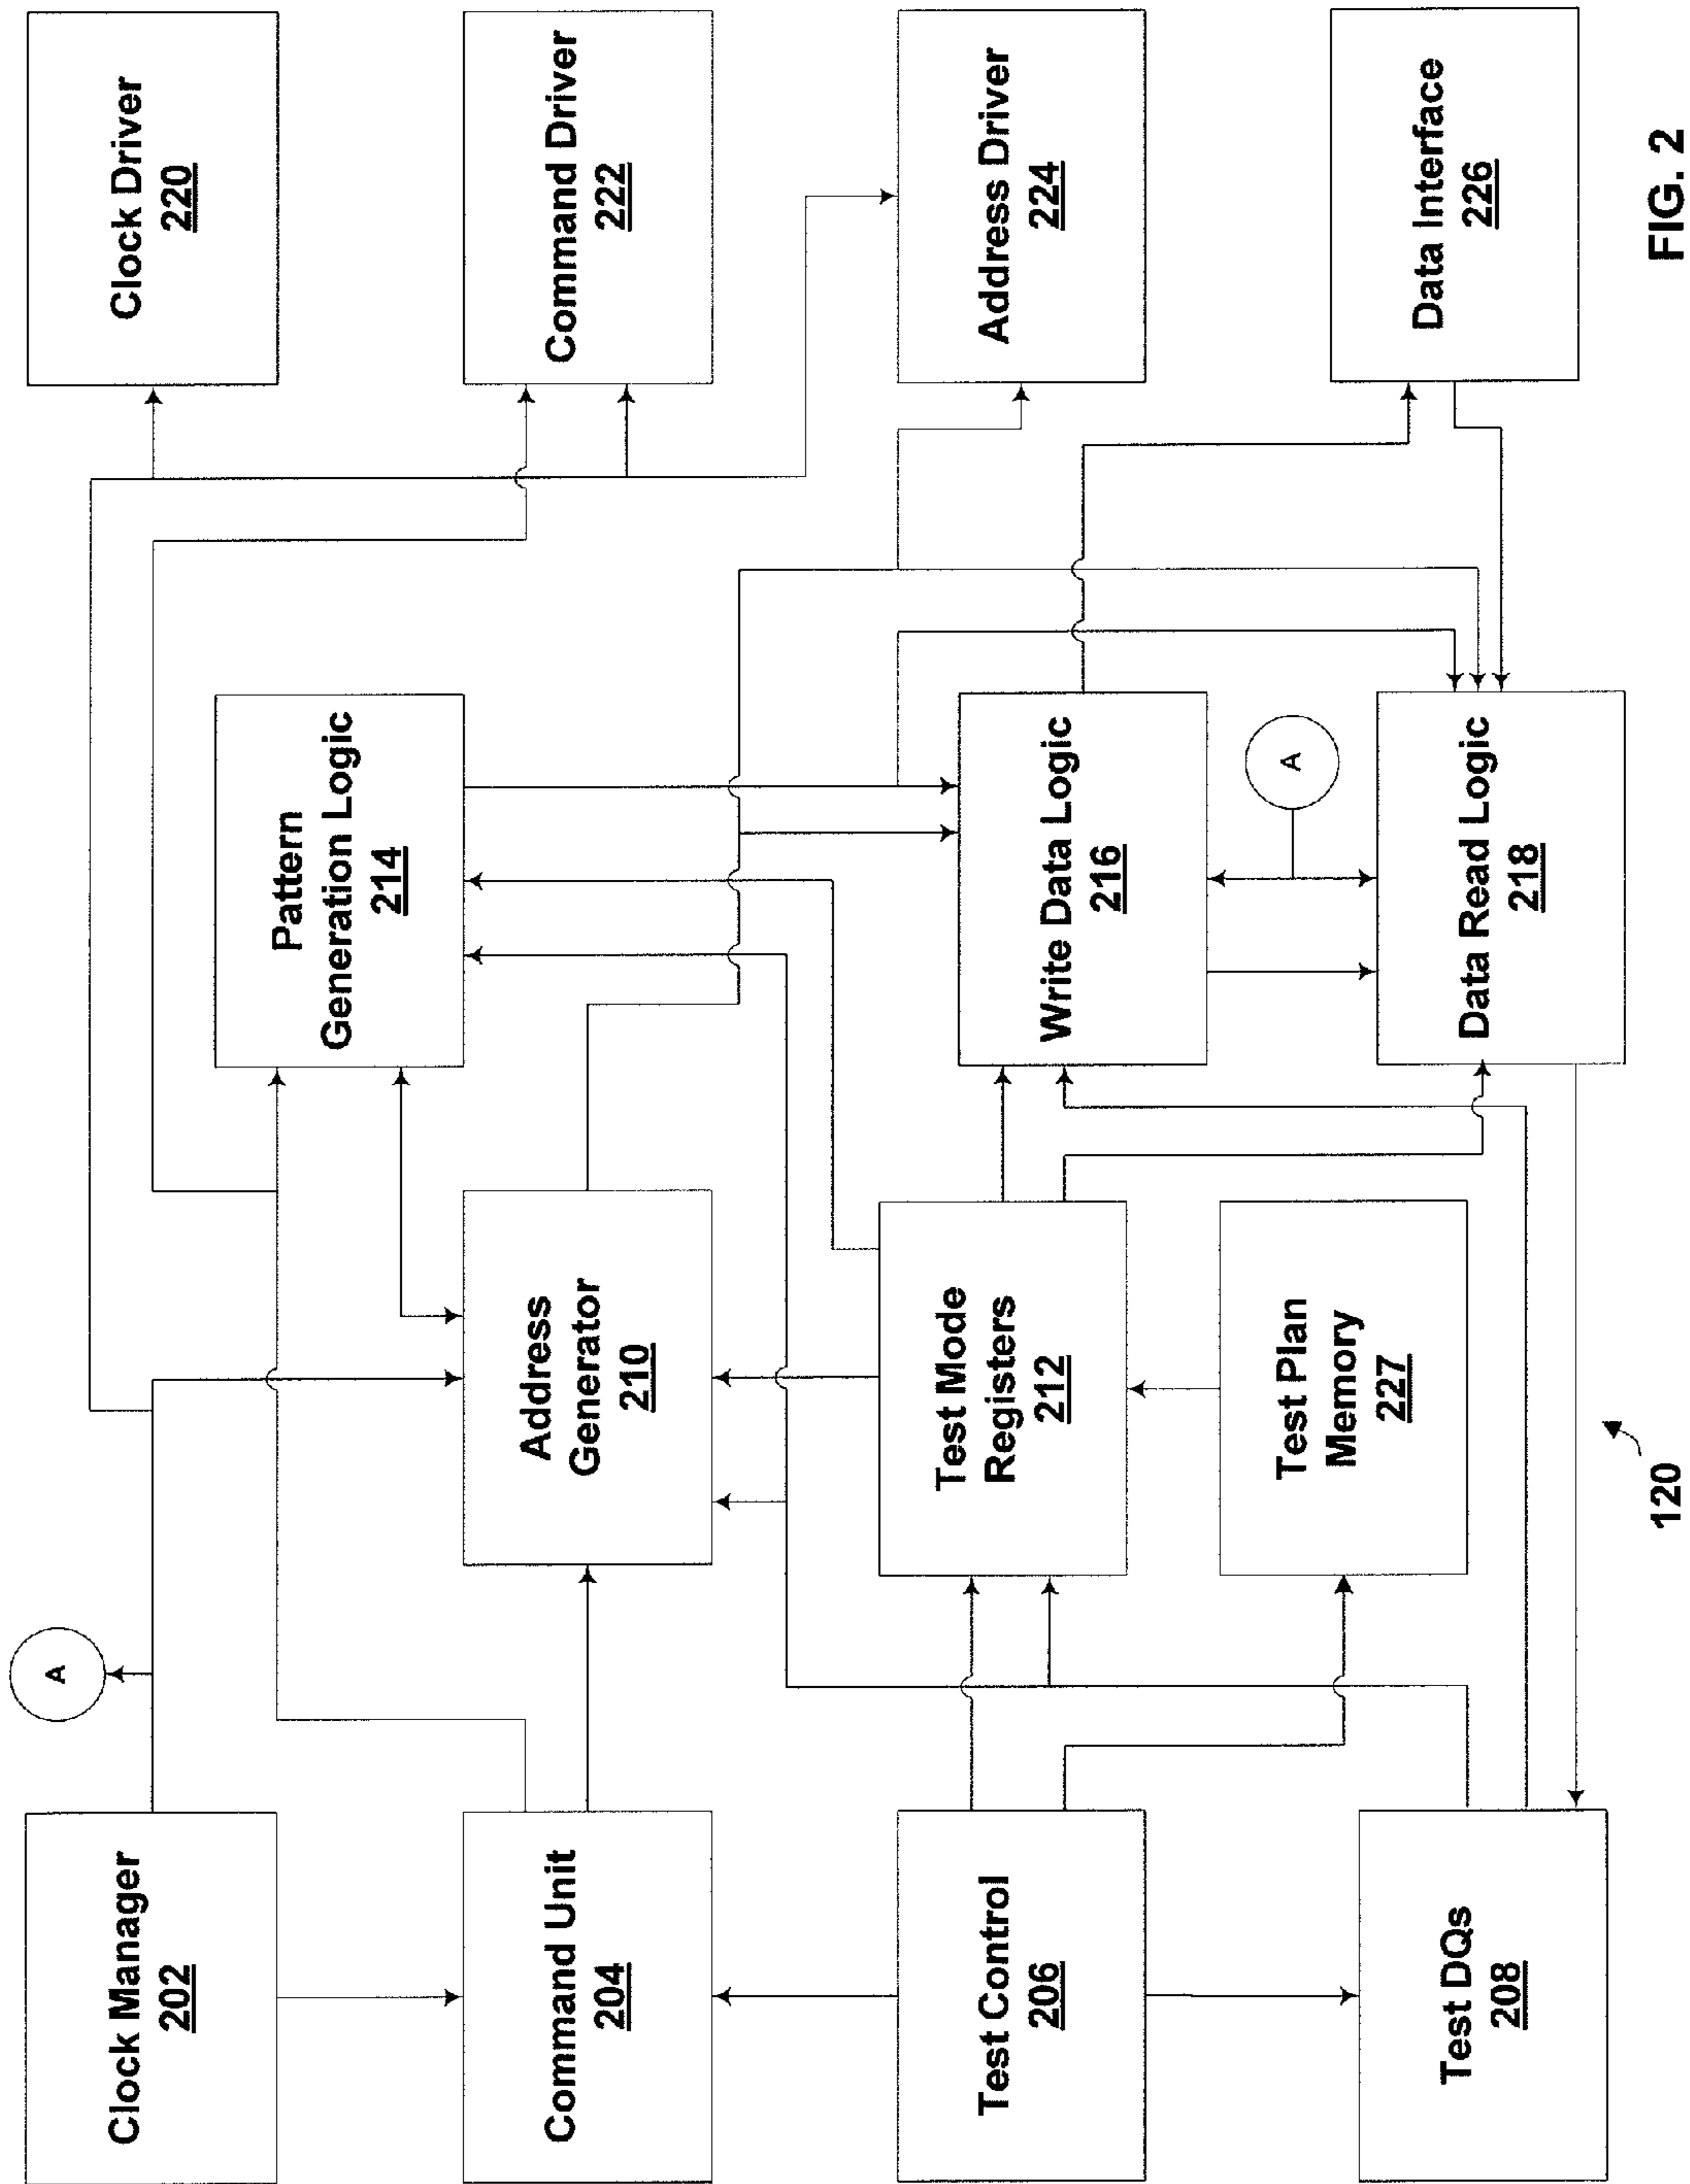 Clock Manager
202
Command Unit
204
Test Control
206
Test DQs
208
A
Address
Generator
210
Test Mode
Registers
212
Test Plan
Memory
227
Pattern
Generation Logic
214
Write Data Logic
216
A
Data Read Logic
218
Clock Driver
220
Command Driver
222
Address Driver
224
Data Interface
226
120
FIG. 2